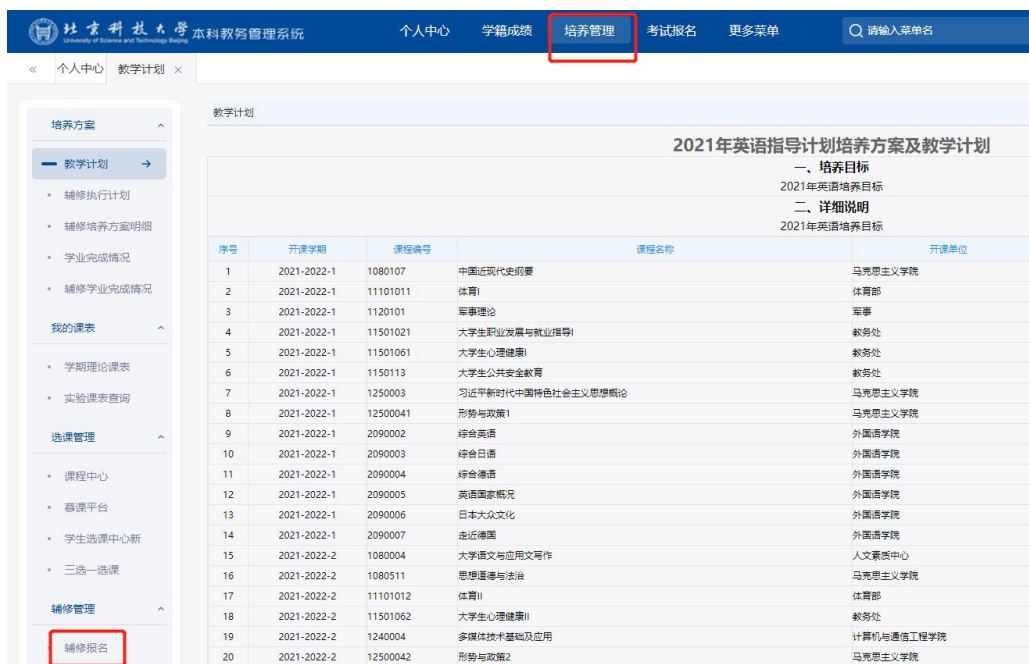 北京科技大学 本科教务管理系统 个人中心 学籍成绩 培养管理 考试报名 更多菜单 请输入菜单名
University of Science and Technology Beijing
« 个人中心 教学计划 ×
培养方案
教学计划 →
辅修执行计划
辅修培养方案明细
学业完成情况
辅修学业完成情况
我的课表
学期理论课表
实验课表查询
选课管理
课程中心
慕课平台
学生选课中心新
三选一选课
辅修管理
辅修报名
教学计划
2021年英语指导计划培养方案及教学计划
一、培养目标
2021年英语培养目标
二、详细说明
2021年英语培养目标
序号 开课学期 课程编号 课程名称 开课单位
1 2021-2022-1 1080107 中国近现代史纲要 马克思主义学院
2 2021-2022-1 11101011 体育I 体育部
3 2021-2022-1 1120101 军事理论 军事
4 2021-2022-1 11501021 大学生职业发展与就业指导I 教务处
5 2021-2022-1 11501061 大学生心理健康I 教务处
6 2021-2022-1 1150113 大学生公共安全教育 教务处
7 2021-2022-1 1250003 习近平新时代中国特色社会主义思想概论 马克思主义学院
8 2021-2022-1 12500041 形势与政策1 马克思主义学院
9 2021-2022-1 2090002 综合英语 外国语学院
10 2021-2022-1 2090003 综合日语 外国语学院
11 2021-2022-1 2090004 综合德语 外国语学院
12 2021-2022-1 2090005 英语国家概况 外国语学院
13 2021-2022-1 2090006 日本大众文化 外国语学院
14 2021-2022-1 2090007 走近德国 外国语学院
15 2021-2022-2 1080004 大学语文与应用文写作 人文素质中心
16 2021-2022-2 1080511 思想道德与法治 马克思主义学院
17 2021-2022-2 11101012 体育II 体育部
18 2021-2022-2 11501062 大学生心理健康II 教务处
19 2021-2022-2 1240004 多媒体技术基础及应用 计算机与通信工程学院
20 2021-2022-2 12500042 形势与政策2 马克思主义学院